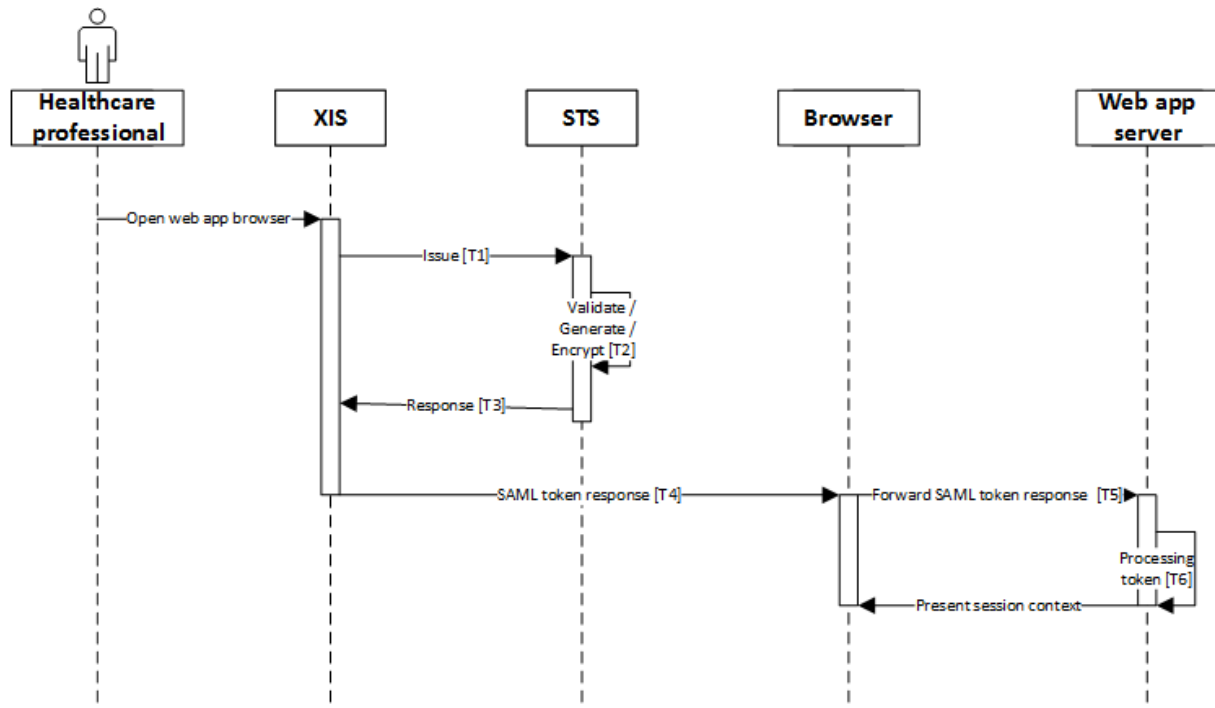 Healthcare
professional
XIS
STS
Browser
Web app
server
Open web app browser
Issue [T1]
Validate /
Generate /
Encrypt [T2]
Response [T3]
SAML token response [T4]
Forward SAML token response [T5]
Processing
token [T6]
Present session context